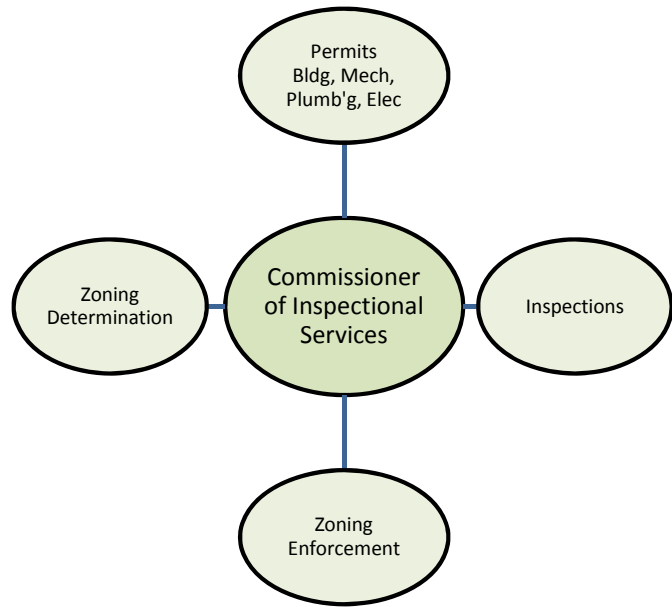 Permits
Bldg, Mech,
Plumb'g, Elec
Commissioner
of Inspectional
Services
Zoning
Determination
Inspections
Zoning
Enforcement